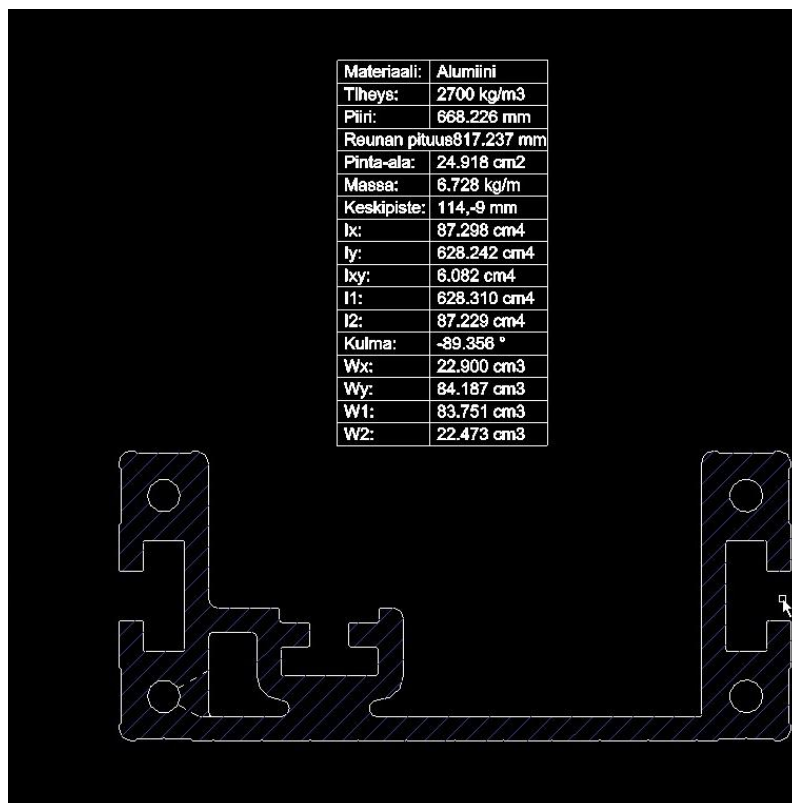 Materiaali: Alumiini
Tiheys: 2700 kg/m3
Piiri: 668.226 mm
Reunan pituus817.237 mm
Pinta-ala: 24.918 cm2
Massa: 6.728 kg/m
Keskipiste: 114,-9 mm
Ix: 87.298 cm4
Iy: 628.242 cm4
Ixy: 6.082 cm4
I1: 628.310 cm4
I2: 87.229 cm4
Kulma: -89.356 °
Wx: 22.900 cm3
Wy: 84.187 cm3
W1: 83.751 cm3
W2: 22.473 cm3